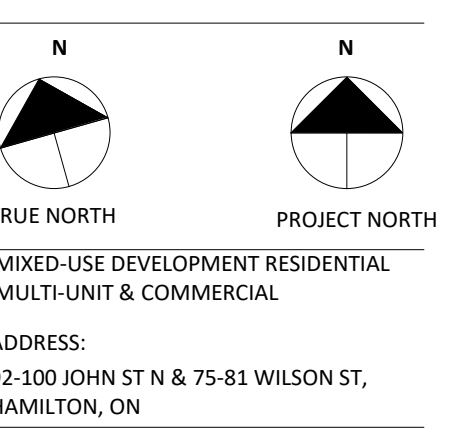 N N
RUE NORTH PROJECT NORTH
MIXED-USE DEVELOPMENT RESIDENTIAL
MULTI-UNIT & COMMERCIAL
ADDRESS:
92-100 JOHN ST N & 75-81 WILSON ST,
HAMILTON, ON